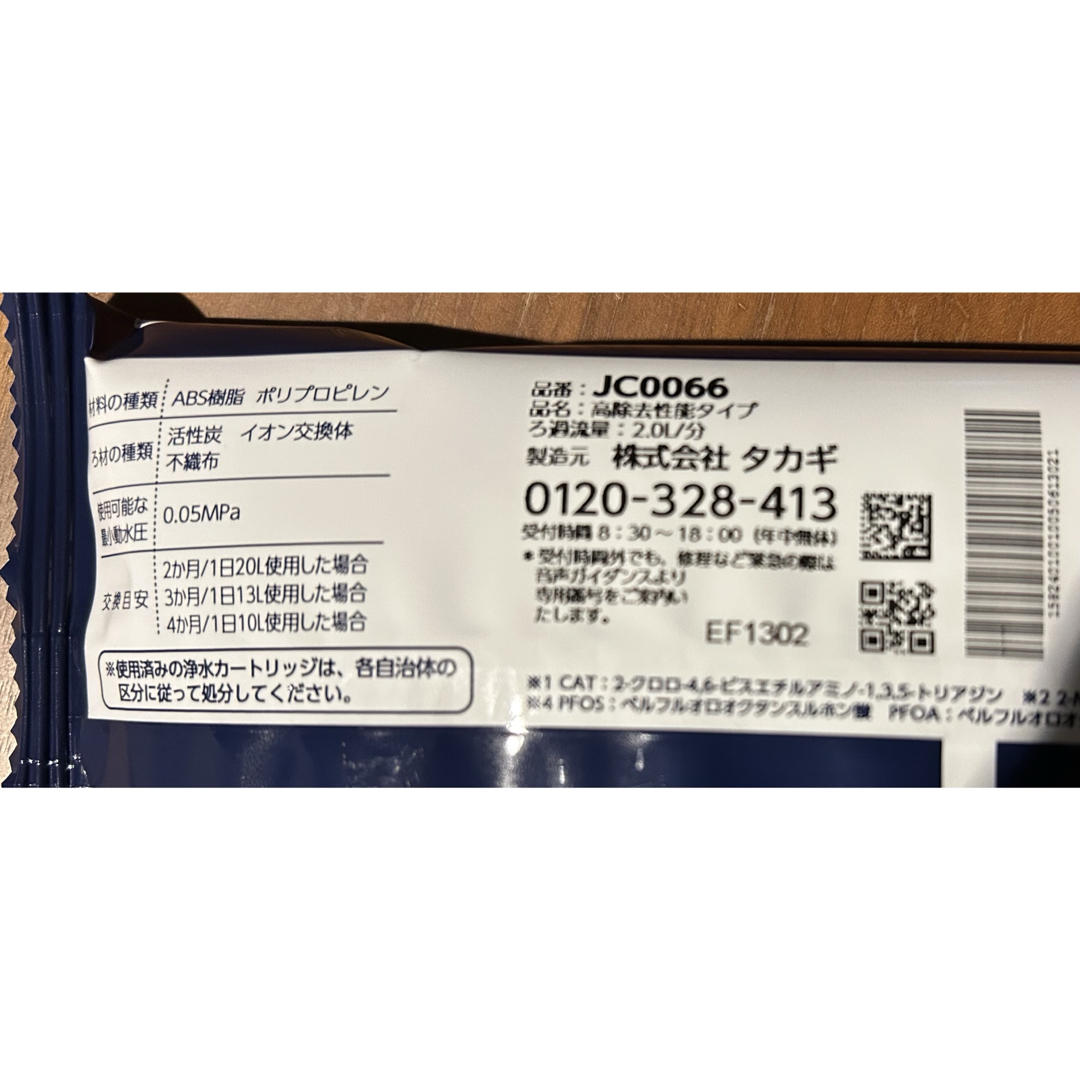 材料の種類 ABS樹脂 ポリプロピレン
ろ材の種類 活性炭 イオン交換体
不織布
使用可能な
最小動水圧 0.05MPa
交換目安 2か月/1日20L使用した場合
3か月/1日13L使用した場合
4か月/1日10L使用した場合
※使用済みの浄水カートリッジは、各自治体の
区分に従って処分してください。
品番:JC0066
品名:高除去性能タイプ
ろ過流量:2.0L/分
製造元 株式会社 タカギ
0120-328-413
受付時間 8:30~18:00 (年中無休)
*受付時間外でも、修理など緊急の際は
音声ガイダンスより
専用番号をご案内い
たします。
EF1302
※1 CAT:2-クロロ-4,6-ビスエチルアミノ-1,3,5-トリアジン ※2 2-
※4 PFOS:ペルフルオロオクタンスルホン酸 PFOA:ペルフルオロオ